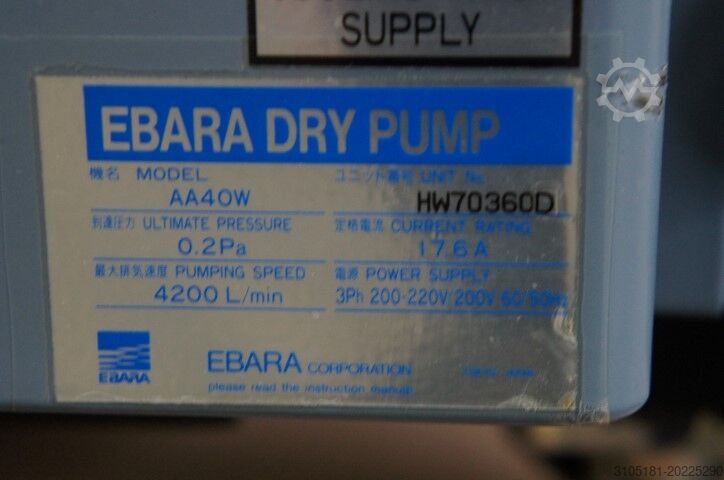 SUPPLY
EBARA DRY PUMP
機名 MODEL
AA40W
ユニット番号 UNIT No.
HW70360D
到達圧力 ULTIMATE PRESSURE
0.2Pa
定格電流 CURRENT RATING
17.6A
最大排気速度 PUMPING SPEED
4200 L/min
電源 POWER SUPPLY
3Ph 200-220V/200V 60/50Hz
EBARA
EBARA CORPORATION
please read the instruction manual
3105181-20225290